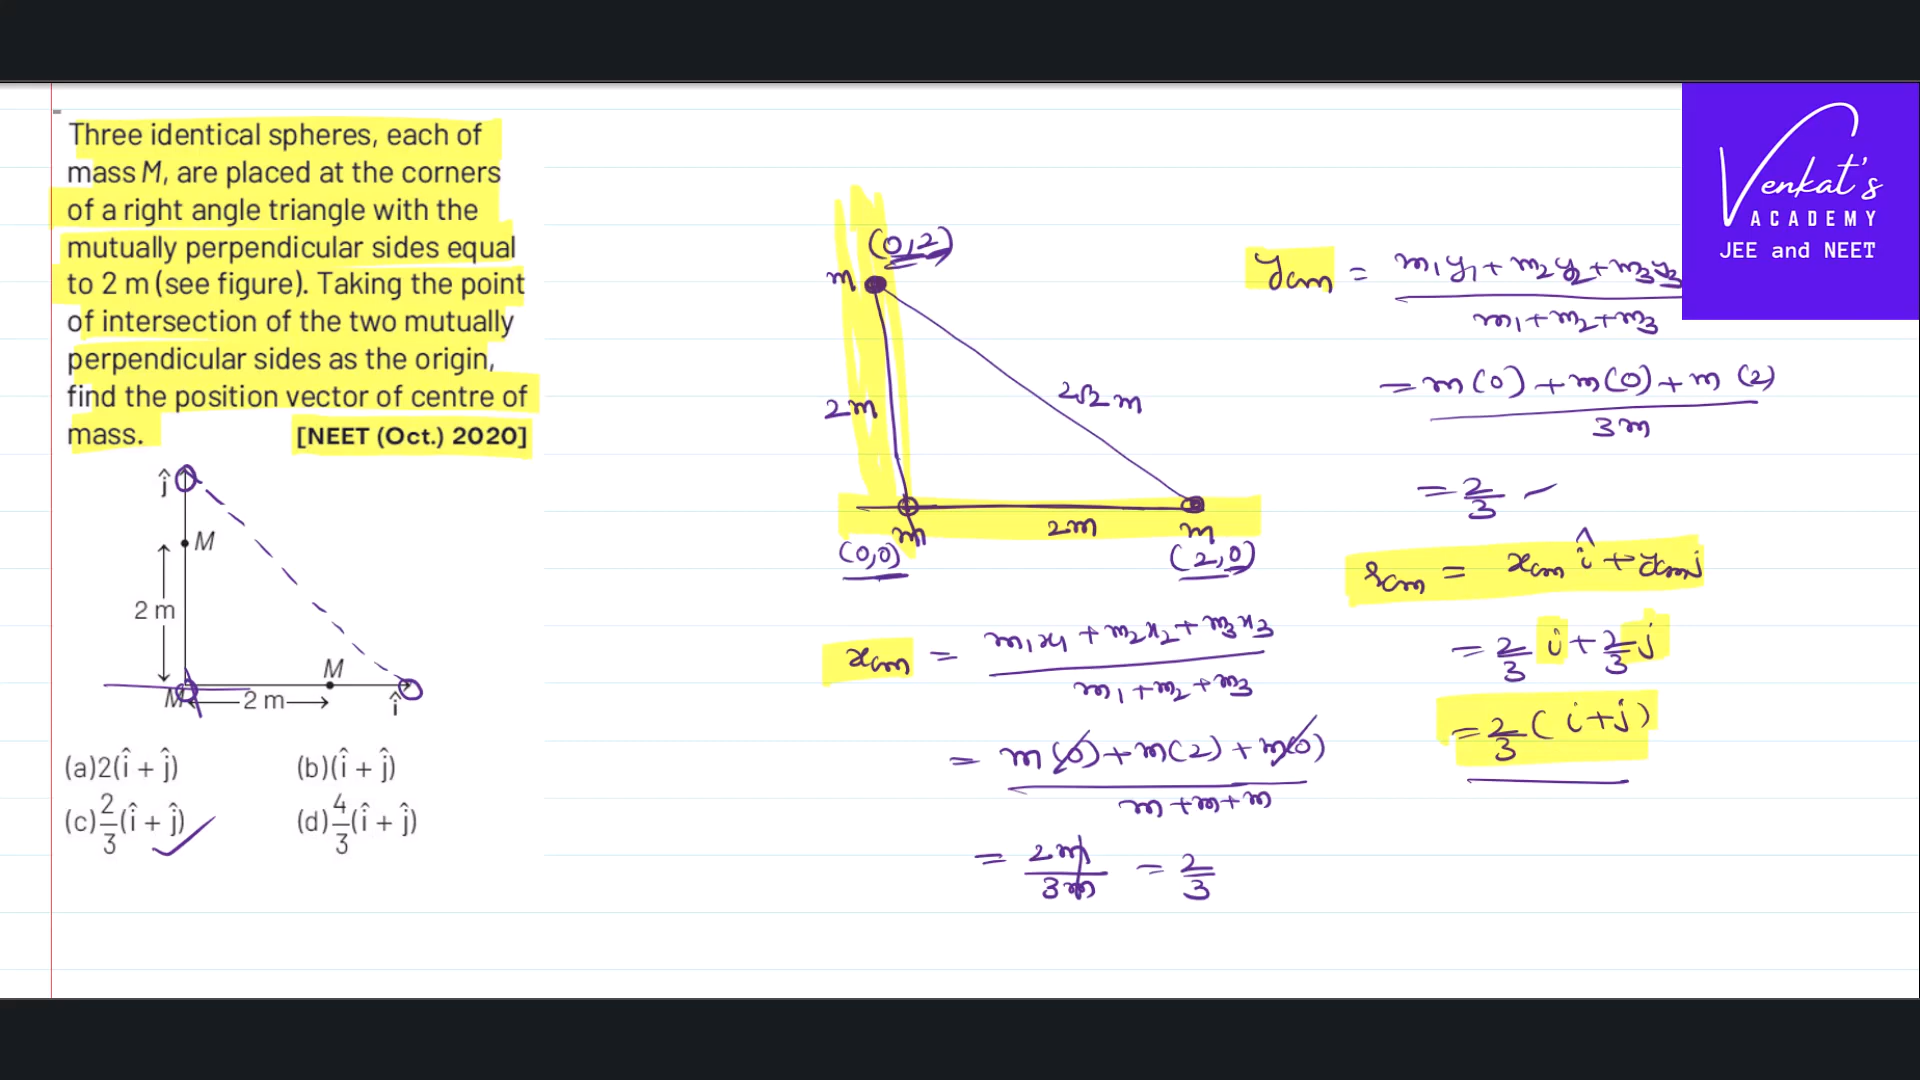 Three identical spheres, each of
mass M, are placed at the corners
of a right angle triangle with the
mutually perpendicular sides equal
to 2 m (see figure). Taking the point
of intersection of the two mutually
perpendicular sides as the origin,
find the position vector of centre of
mass. [NEET (Oct.) 2020]
ĵ
M
2 m
M
M
2 m
î
(a) 2(î + ĵ) (b) (î + ĵ)
(c) 2/3 (î + ĵ) (d) 4/3 (î + ĵ)
(0,2)
m
2m
2√2 m
m
2m
m
(0,0)
(2,0)
x_cm = (m₁x₁ + m₂x₂ + m₃x₃)/(m₁ + m₂ + m₃)
= (m(0) + m(2) + m(0))/(m + m + m)
= 2m/3m = 2/3
y_cm = (m₁y₁ + m₂y₂ + m₃y₃)/(m₁ + m₂ + m₃)
= (m(0) + m(0) + m(2))/3m
= 2/3
r_cm = x_cm î + y_cm j
= 2/3 i + 2/3 j
= 2/3 (i + j)
Venkat's
ACADEMY
JEE and NEET